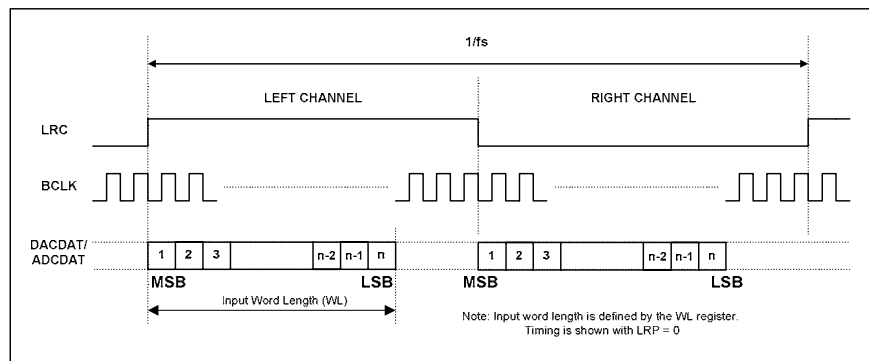 1/fs
LEFT CHANNEL
RIGHT CHANNEL
LRC
BCLK
DACDAT/
ADCDAT
1 2 3 n-2 n-1 n 1 2 3 n-2 n-1 n
MSB LSB MSB LSB
Input Word Length (WL)
Note: Input word length is defined by the WL register.
Timing is shown with LRP = 0